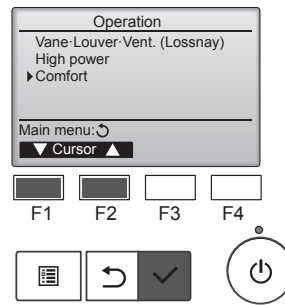 Operation
Vane·Louver·Vent. (Lossnay)
High power
Comfort
Main menu:
Cursor
F1 F2 F3 F4